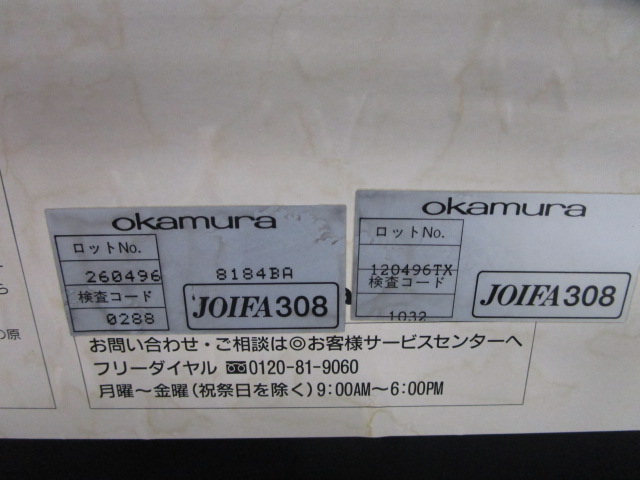 okamura
ロットNo.
260496 8184BA
検査コード
0288
JOIFA308
okamura
ロットNo.
120496TX
検査コード
1032
JOIFA308
お問い合わせ・ご相談は◎お客様サービスセンターへ
フリーダイヤル 0120-81-9060
月曜～金曜(祝祭日を除く)9:00AM～6:00PM
の原